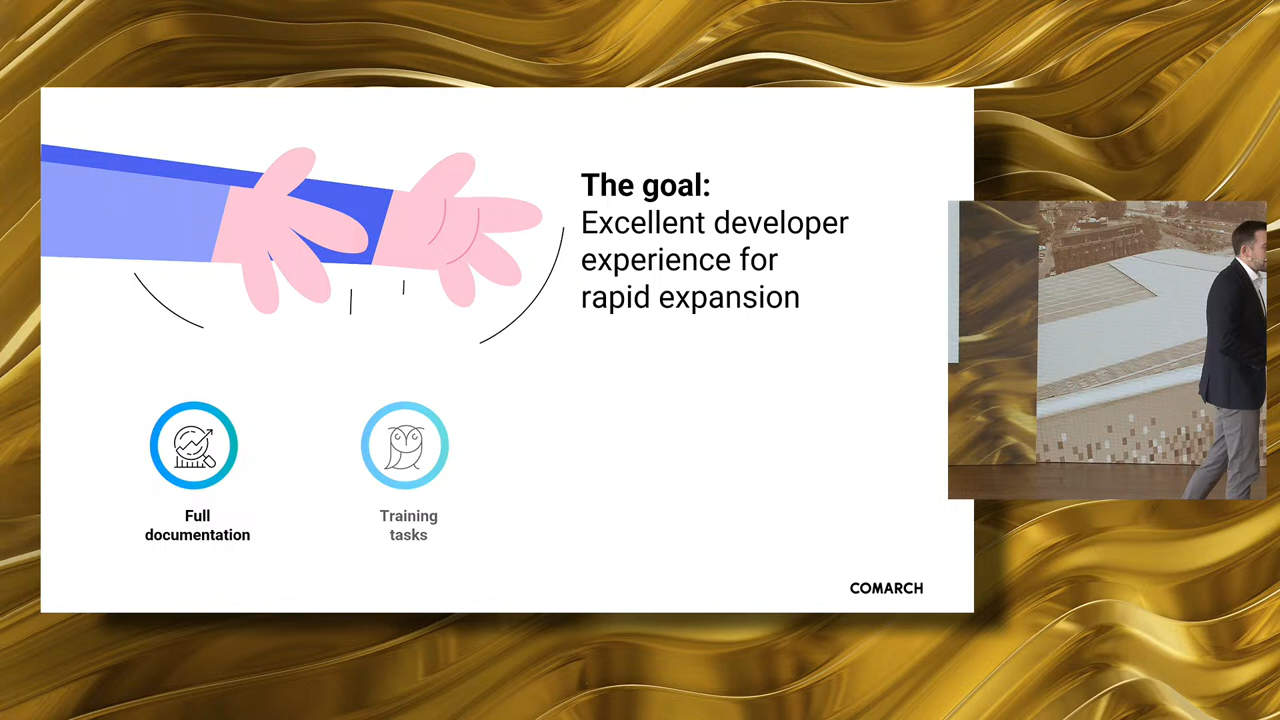 The goal:
Excellent developer
experience for
rapid expansion
Full
documentation
Training
tasks
COMARCH